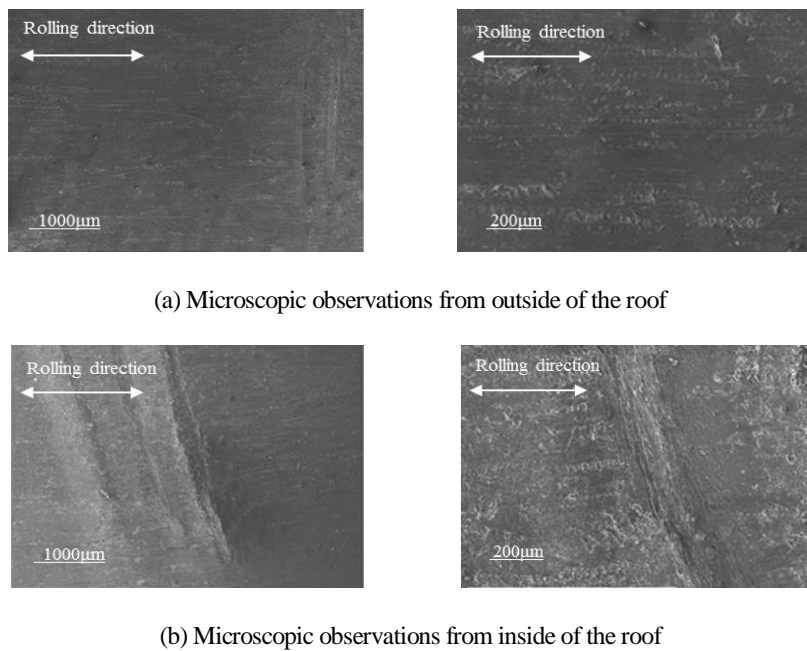 Rolling direction
Rolling direction
1000μm
200μm
(a) Microscopic observations from outside of the roof
Rolling direction
Rolling direction
1000μm
200μm
(b) Microscopic observations from inside of the roof